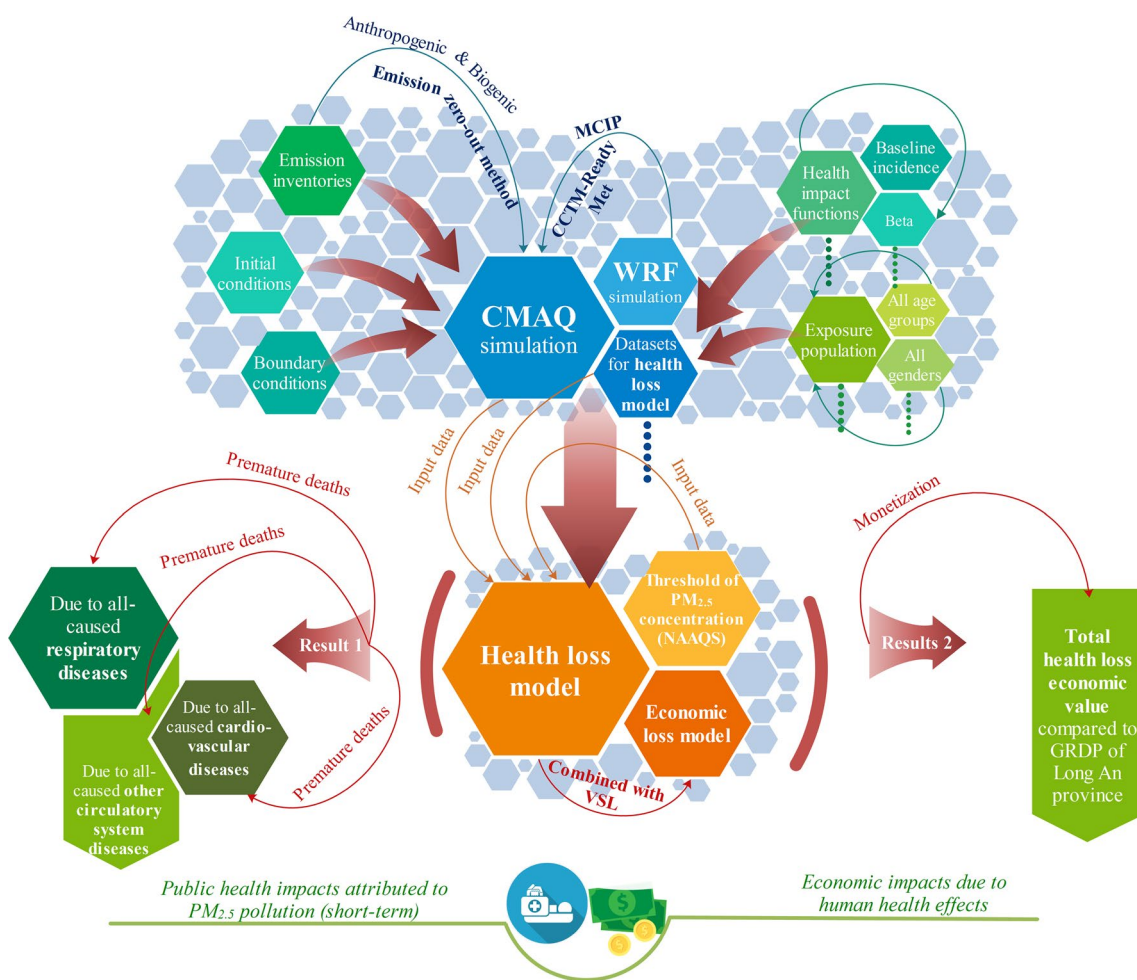 Anthropogenic & Biogenic
Emission zero-out method
MCIP
CCTM-Ready
Met
Emission
inventories
Initial
conditions
Boundary
conditions
CMAQ
simulation
WRF
simulation
Datasets
for health
loss
model
Health
impact
functions
Baseline
incidence
Beta
Exposure
population
All age
groups
All
genders
Input data
Input data
Input data
Premature deaths
Premature deaths
Premature deaths
Monetization
Due to all-
caused
respiratory
diseases
Due to all-
caused cardio-
vascular
diseases
Due to all-
caused other
circulatory
system
diseases
Result 1
Health loss
model
Threshold of
PM2.5
concentration
(NAAQS)
Economic
loss model
Combined with
VSL
Results 2
Total
health loss
economic
value
compared to
GRDP of
Long An
province
Public health impacts attributed to
PM2.5 pollution (short-term)
Economic impacts due to
human health effects